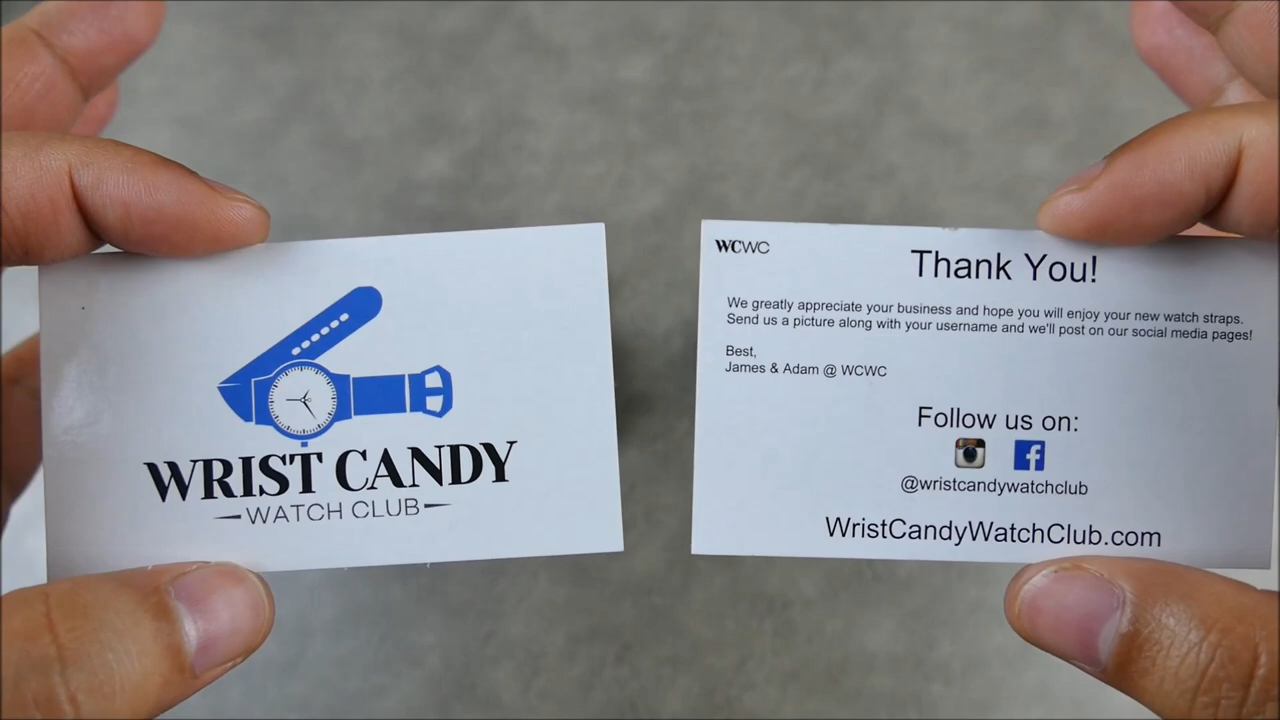 WRIST CANDY
WATCH CLUB
WCWC
Thank You!
We greatly appreciate your business and hope you will enjoy your new watch straps.
Send us a picture along with your username and we'll post on our social media pages!
Best,
James & Adam @ WCWC
Follow us on:
@wristcandywatchclub
WristCandyWatchClub.com